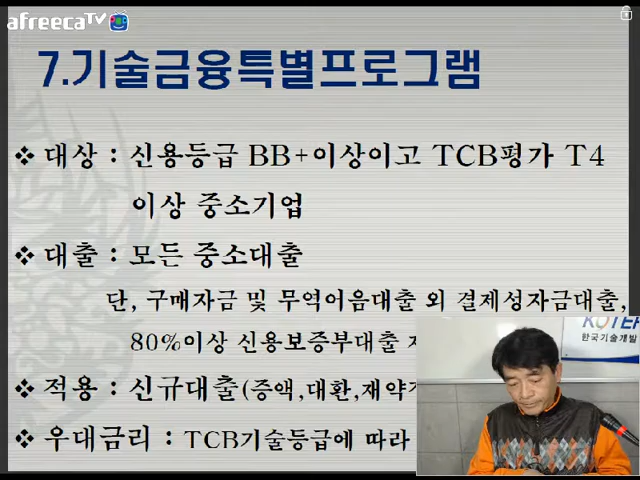 afreecaTV
7.기술금융특별프로그램
❖ 대상 : 신용등급 BB+이상이고 TCB평가 T4
이상 중소기업
❖ 대출 : 모든 중소대출
단, 구매자금 및 무역어음대출 외 결제성자금대출,
80%이상 신용보증부대출
❖ 적용 : 신규대출(증액,대환,
❖ 우대금리 : TCB기술등급에 따라
한국기술개발